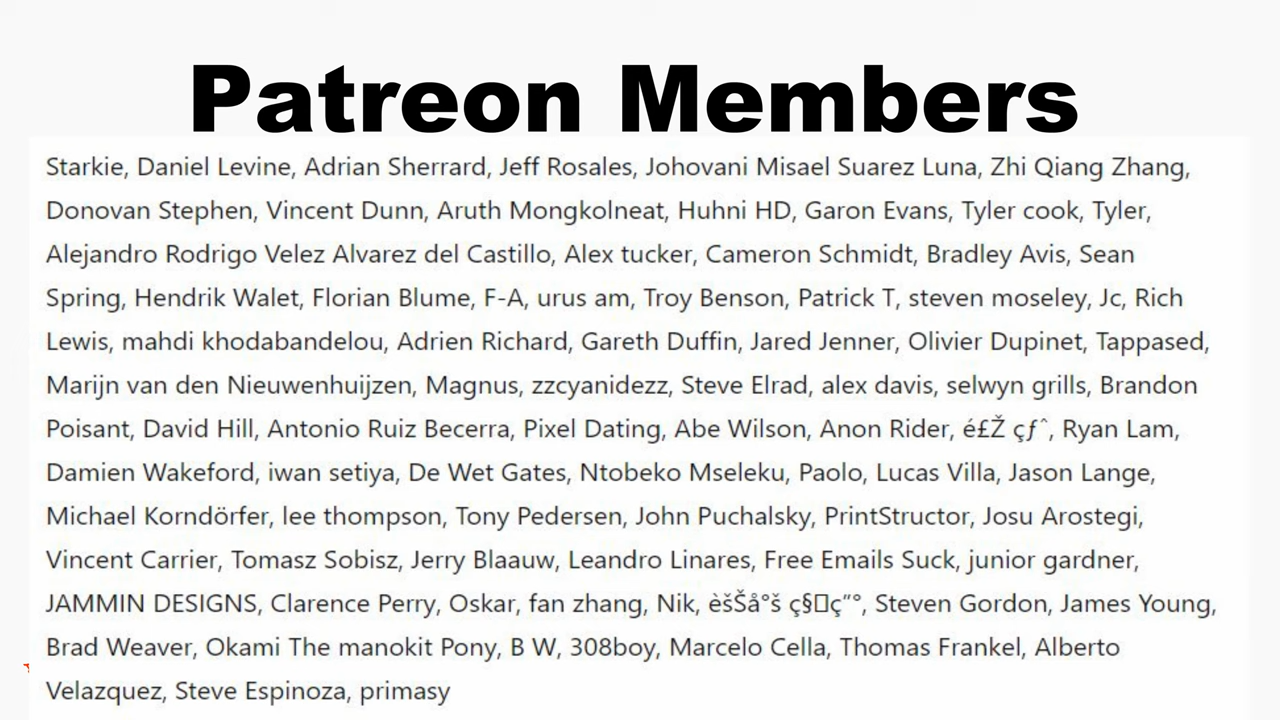 Patreon Members
Starkie, Daniel Levine, Adrian Sherrard, Jeff Rosales, Johovani Misael Suarez Luna, Zhi Qiang Zhang,
Donovan Stephen, Vincent Dunn, Aruth Mongkolneat, Huhni HD, Garon Evans, Tyler cook, Tyler,
Alejandro Rodrigo Velez Alvarez del Castillo, Alex tucker, Cameron Schmidt, Bradley Avis, Sean
Spring, Hendrik Walet, Florian Blume, F-A, urus am, Troy Benson, Patrick T, steven moseley, Jc, Rich
Lewis, mahdi khodabandelou, Adrien Richard, Gareth Duffin, Jared Jenner, Olivier Dupinet, Tappased,
Marijn van den Nieuwenhuijzen, Magnus, zzcyanidezz, Steve Elrad, alex davis, selwyn grills, Brandon
Poisant, David Hill, Antonio Ruiz Becerra, Pixel Dating, Abe Wilson, Anon Rider, é£Ž çƒˆ, Ryan Lam,
Damien Wakeford, iwan setiya, De Wet Gates, Ntobeko Mseleku, Paolo, Lucas Villa, Jason Lange,
Michael Korndörfer, lee thompson, Tony Pedersen, John Puchalsky, PrintStructor, Josu Arostegi,
Vincent Carrier, Tomasz Sobisz, Jerry Blaauw, Leandro Linares, Free Emails Suck, junior gardner,
JAMMIN DESIGNS, Clarence Perry, Oskar, fan zhang, Nik, èšŠå°š ç§□ç”°, Steven Gordon, James Young,
Brad Weaver, Okami The manokit Pony, B W, 308boy, Marcelo Cella, Thomas Frankel, Alberto
Velazquez, Steve Espinoza, primasy